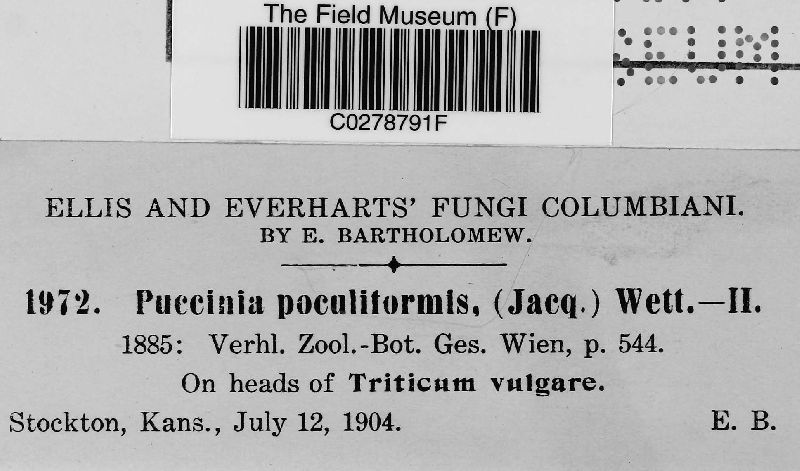 The Field Museum (F)
C0278791F
ELLIS AND EVERHARTS' FUNGI COLUMBIANI.
BY E. BARTHOLOMEW.
1972. Puccinia poculiformis, (Jacq.) Wett.—II.
1885: Verhl. Zool.-Bot. Ges. Wien, p. 544.
On heads of Triticum vulgare.
Stockton, Kans., July 12, 1904. E. B.